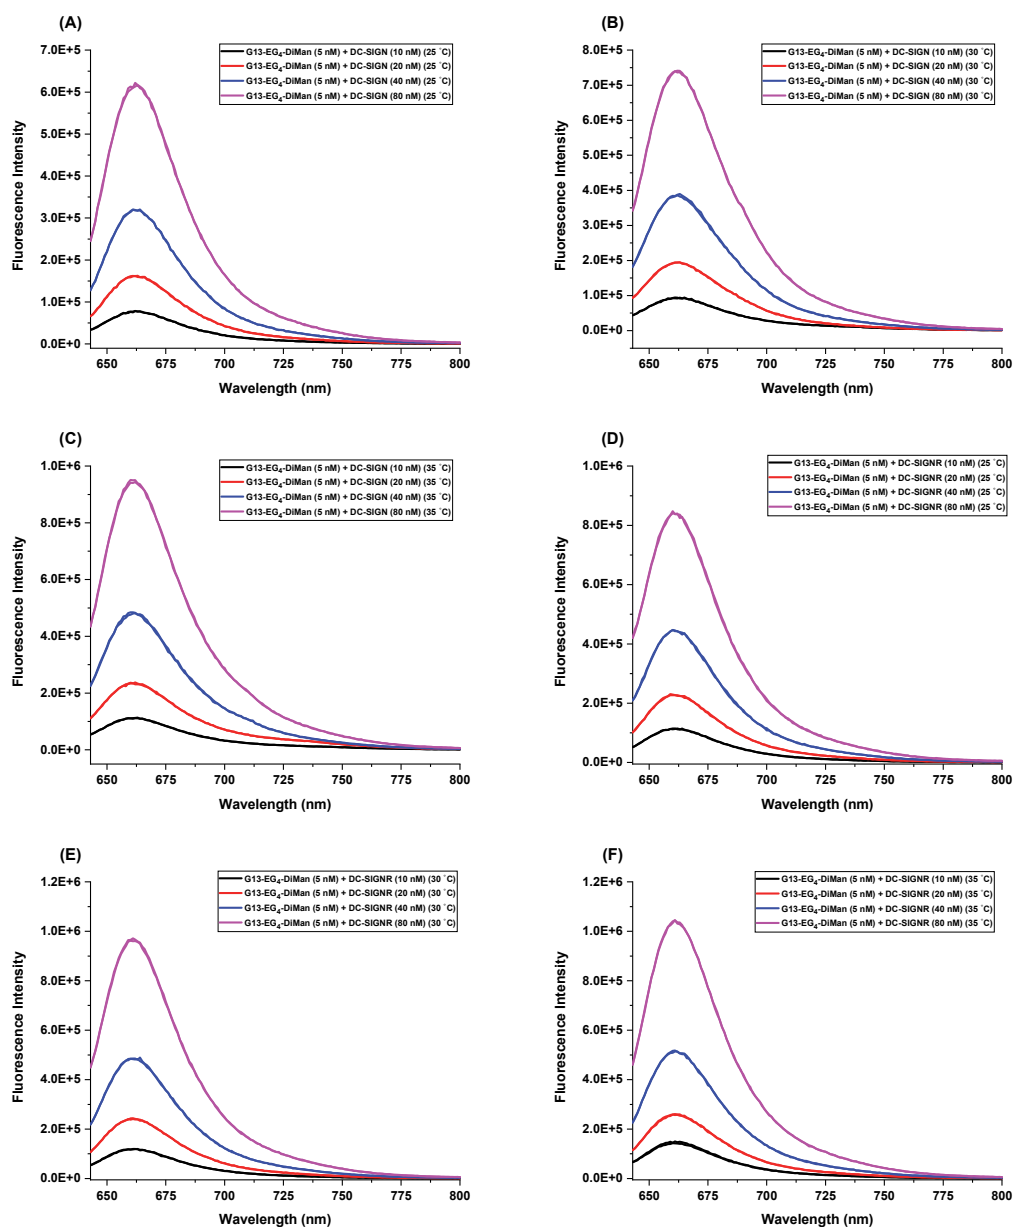 (A)
G13-EG4-DiMan (5 nM) + DC-SIGN (10 nM) (25 °C)
G13-EG4-DiMan (5 nM) + DC-SIGN (20 nM) (25 °C)
G13-EG4-DiMan (5 nM) + DC-SIGN (40 nM) (25 °C)
G13-EG4-DiMan (5 nM) + DC-SIGN (80 nM) (25 °C)
7.0E+5
6.0E+5
5.0E+5
4.0E+5
3.0E+5
2.0E+5
1.0E+5
0.0E+0
Fluorescence Intensity
650 675 700 725 750 775 800
Wavelength (nm)
(B)
G13-EG4-DiMan (5 nM) + DC-SIGN (10 nM) (30 °C)
G13-EG4-DiMan (5 nM) + DC-SIGN (20 nM) (30 °C)
G13-EG4-DiMan (5 nM) + DC-SIGN (40 nM) (30 °C)
G13-EG4-DiMan (5 nM) + DC-SIGN (80 nM) (30 °C)
8.0E+5
7.0E+5
6.0E+5
5.0E+5
4.0E+5
3.0E+5
2.0E+5
1.0E+5
0.0E+0
Fluorescence Intensity
650 675 700 725 750 775 800
Wavelength (nm)
(C)
G13-EG4-DiMan (5 nM) + DC-SIGN (10 nM) (35 °C)
G13-EG4-DiMan (5 nM) + DC-SIGN (20 nM) (35 °C)
G13-EG4-DiMan (5 nM) + DC-SIGN (40 nM) (35 °C)
G13-EG4-DiMan (5 nM) + DC-SIGN (80 nM) (35 °C)
1.0E+6
8.0E+5
6.0E+5
4.0E+5
2.0E+5
0.0E+0
Fluorescence Intensity
650 675 700 725 750 775 800
Wavelength (nm)
(D)
G13-EG4-DiMan (5 nM) + DC-SIGNR (10 nM) (25 °C)
G13-EG4-DiMan (5 nM) + DC-SIGNR (20 nM) (25 °C)
G13-EG4-DiMan (5 nM) + DC-SIGNR (40 nM) (25 °C)
G13-EG4-DiMan (5 nM) + DC-SIGNR (80 nM) (25 °C)
1.0E+6
8.0E+5
6.0E+5
4.0E+5
2.0E+5
0.0E+0
Fluorescence Intensity
650 675 700 725 750 775 800
Wavelength (nm)
(E)
G13-EG4-DiMan (5 nM) + DC-SIGNR (10 nM) (30 °C)
G13-EG4-DiMan (5 nM) + DC-SIGNR (20 nM) (30 °C)
G13-EG4-DiMan (5 nM) + DC-SIGNR (40 nM) (30 °C)
G13-EG4-DiMan (5 nM) + DC-SIGNR (80 nM) (30 °C)
1.2E+6
1.0E+6
8.0E+5
6.0E+5
4.0E+5
2.0E+5
0.0E+0
Fluorescence Intensity
650 675 700 725 750 775 800
Wavelength (nm)
(F)
G13-EG4-DiMan (5 nM) + DC-SIGNR (10 nM) (35 °C)
G13-EG4-DiMan (5 nM) + DC-SIGNR (20 nM) (35 °C)
G13-EG4-DiMan (5 nM) + DC-SIGNR (40 nM) (35 °C)
G13-EG4-DiMan (5 nM) + DC-SIGNR (80 nM) (35 °C)
1.2E+6
1.0E+6
8.0E+5
6.0E+5
4.0E+5
2.0E+5
0.0E+0
Fluorescence Intensity
650 675 700 725 750 775 800
Wavelength (nm)